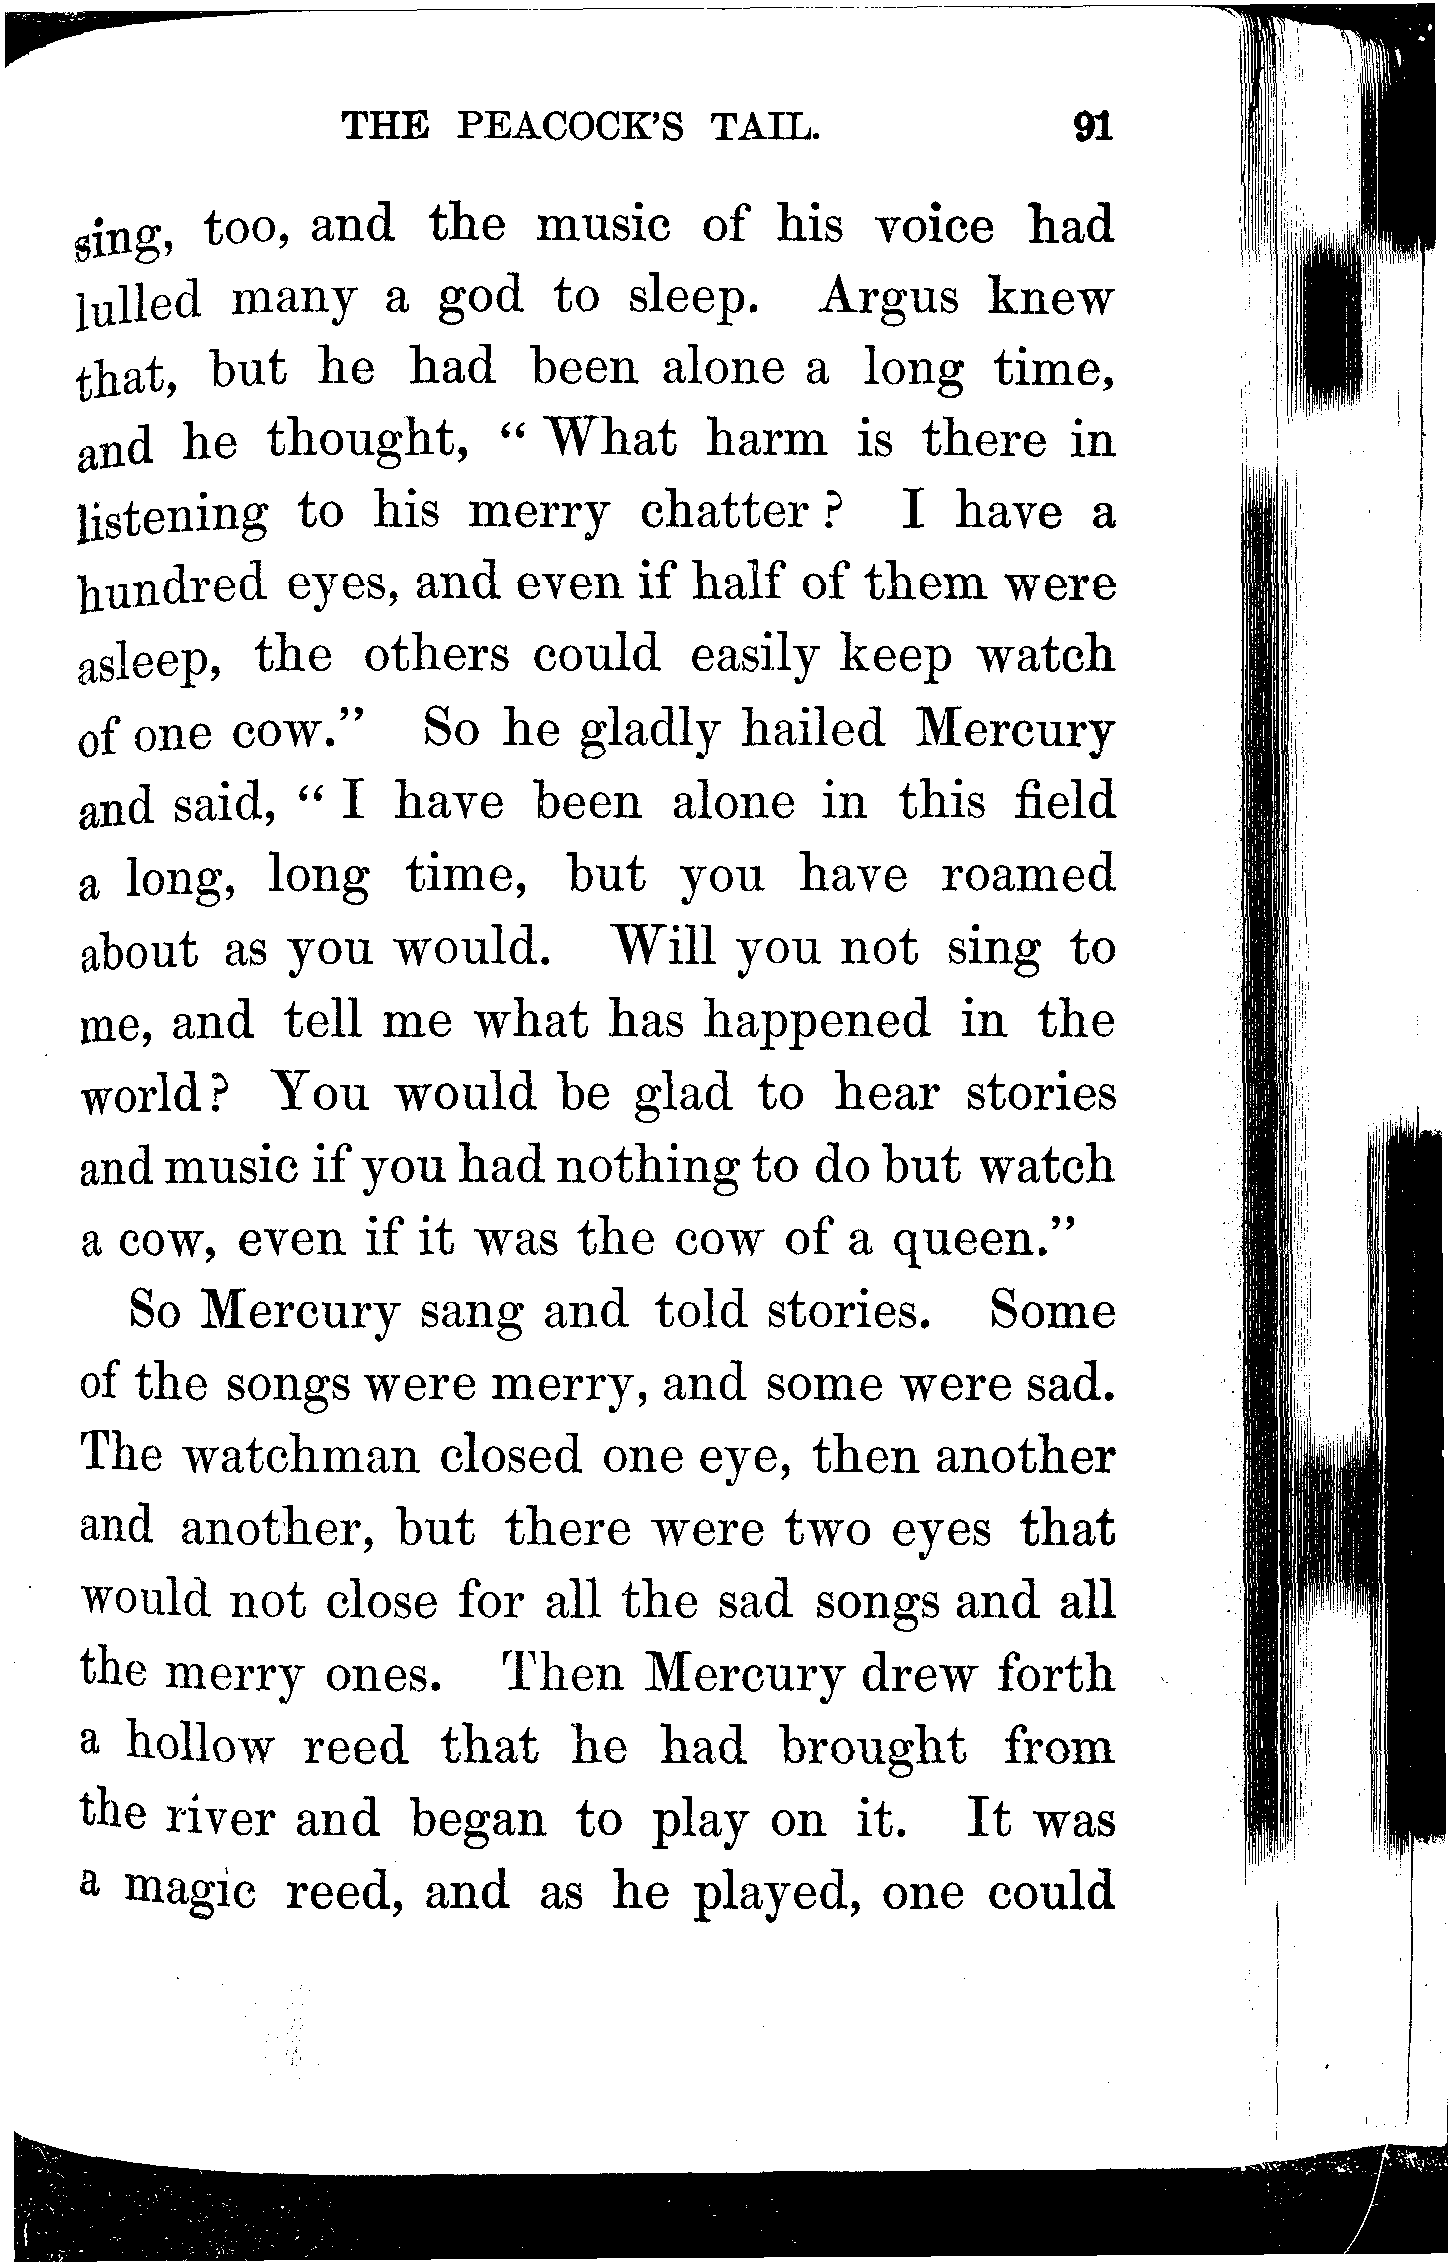 THE PEACOCK'S TAIL. 91
sing, too, and the music of his voice had
lulled many a god to sleep. Argus knew
that, but he had been alone a long time,
and he thought, “ What harm is there in
listening to his merry chatter ? I have a
hundred eyes, and even if half of them were
asleep, the others could easily keep watch
of one cow.” So he gladly hailed Mercury
and said, “ I have been alone in this field
a long, long time, but you have roamed
about as you would. Will you not sing to
me, and tell me what has happened in the
world? You would be glad to hear stories
and music if you had nothing to do but watch
a cow, even if it was the cow of a queen.”
So Mercury sang and told stories. Some
of the songs were merry, and some were sad.
The watchman closed one eye, then another
and another, but there were two eyes that
would not close for all the sad songs and all
the merry ones. Then Mercury drew forth
a hollow reed that he had brought from
the river and began to play on it. It was
a magic reed, and as he played, one could